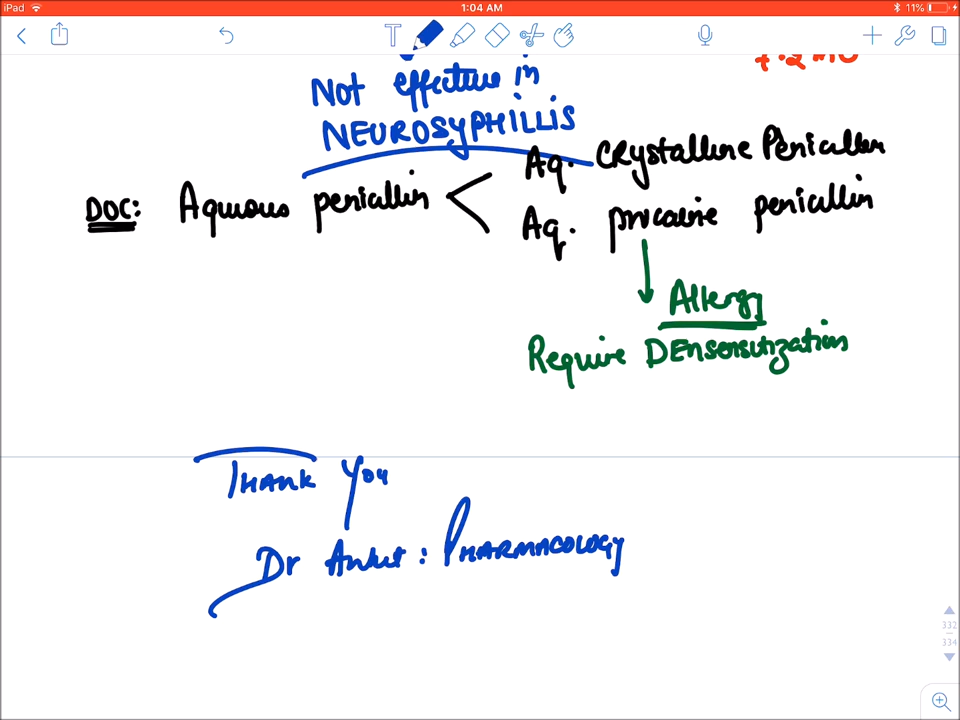 iPad 1:04 AM 11%
T
Not effective in
NEUROSYPHILLIS
Aq. Crystalline Penicillin
DOC: Aquous penicillin <
Aq. procaine penicillin
Allergy
Require DEnsensitization
THANK YOU
Dr Ankit : PHARMACOLOGY
332
334